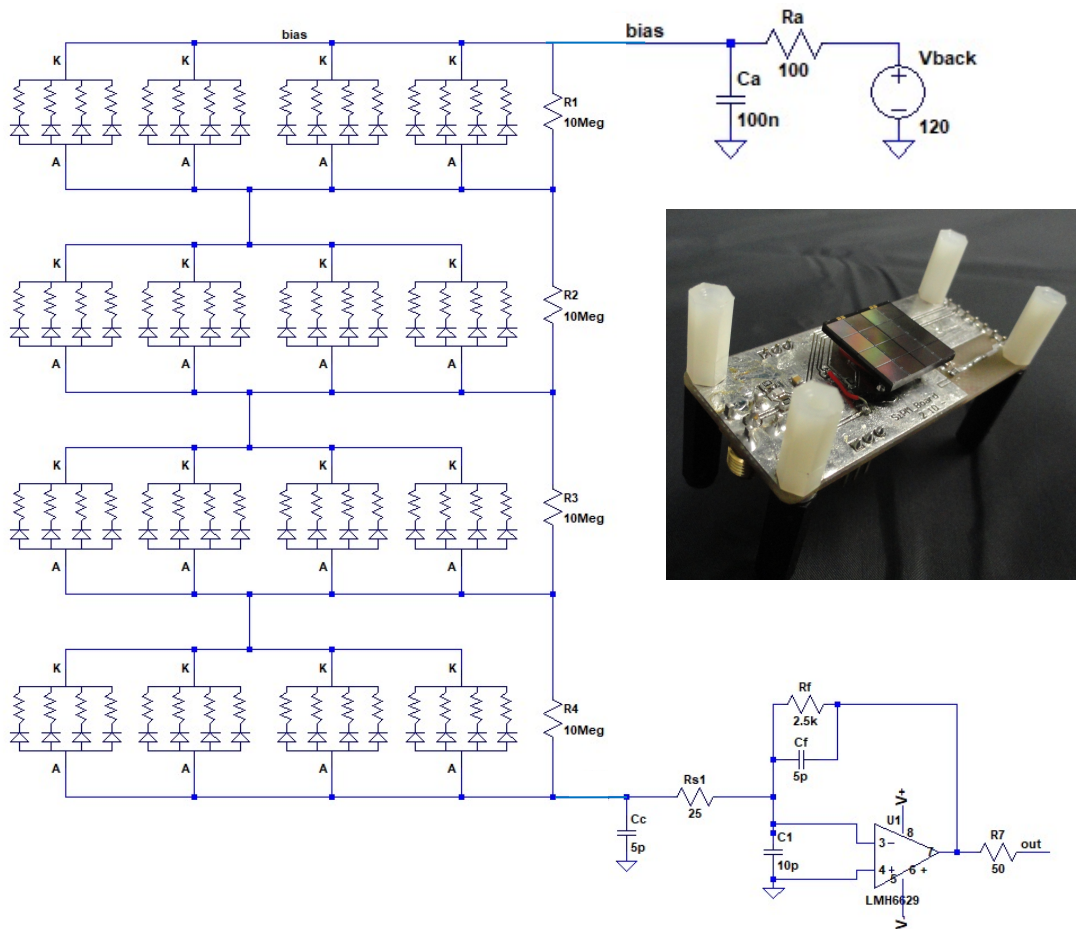 bias
bias
Ra
100
Vback
120
Ca
100n
K
K
K
K
R1
10Meg
A
A
A
A
K
K
K
K
R2
10Meg
A
A
A
A
K
K
K
K
R3
10Meg
A
A
A
A
K
K
K
K
R4
10Meg
A
A
A
A
Cc
5p
Rs1
25
Rf
2.5k
Cf
5p
C1
10p
V+
U1
8
3 −
7
4 +
5
6 +
LMH6629
V-
R7
50
out
SiPM Board